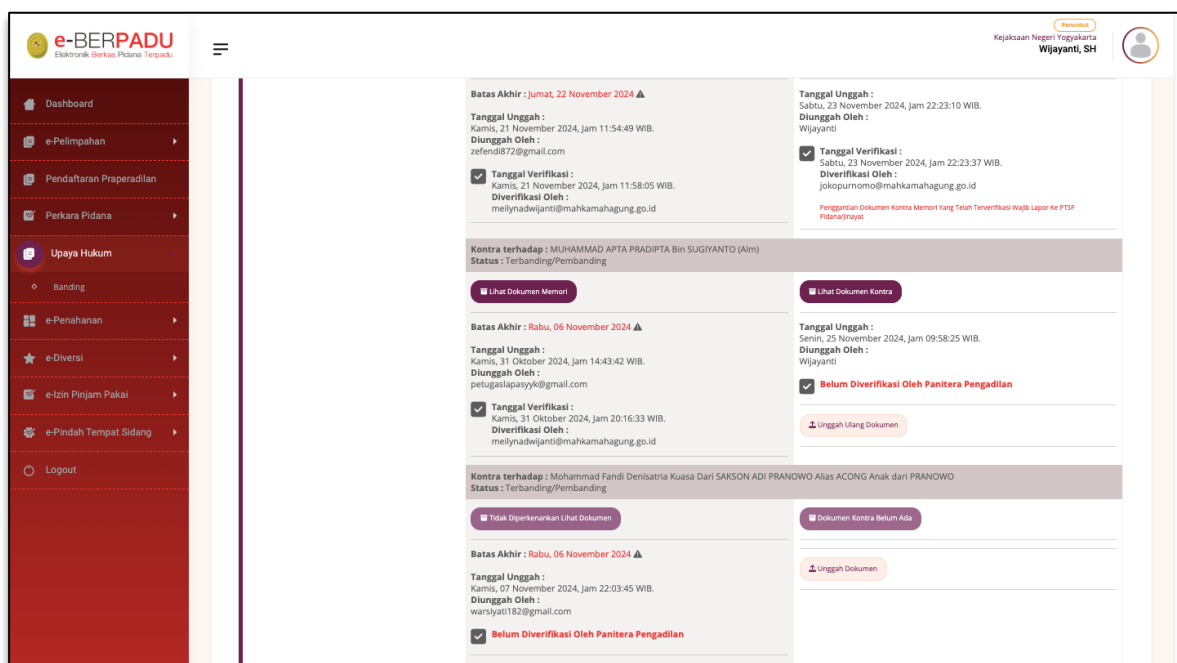 e-BERPADU
Elektronik Berkas Pidana Terpadu
Penuntut
Kejaksaan Negeri Yogyakarta
Wijayanti, SH
Dashboard
e-Pelimpahan
Pendaftaran Praperadilan
Perkara Pidana
Upaya Hukum
Banding
e-Penahanan
e-Diversi
e-Izin Pinjam Pakai
e-Pindah Tempat Sidang
Logout
Batas Akhir : Jumat, 22 November 2024
Tanggal Unggah :
Kamis, 21 November 2024, Jam 11:54:49 WIB.
Diunggah Oleh :
zefendi872@gmail.com
Tanggal Verifikasi :
Kamis, 21 November 2024, Jam 11:58:05 WIB.
Diverifikasi Oleh :
meilynadwijanti@mahkamahagung.go.id
Tanggal Unggah :
Sabtu, 23 November 2024, Jam 22:23:10 WIB.
Diunggah Oleh :
Wijayanti
Tanggal Verifikasi :
Sabtu, 23 November 2024, Jam 22:23:37 WIB.
Diverifikasi Oleh :
jokopurnomo@mahkamahagung.go.id
Penggantian Dokumen Kontra Memori Yang Telah Terverifikasi Wajib Lapor Ke PTSP
Pidana/Jinayat
Kontra terhadap : MUHAMMAD APTA PRADIPTA Bin SUGIYANTO (Alm)
Status : Terbanding/Pembanding
Lihat Dokumen Memori
Batas Akhir : Rabu, 06 November 2024
Tanggal Unggah :
Kamis, 31 Oktober 2024, Jam 14:43:42 WIB.
Diunggah Oleh :
petugaslapasyyk@gmail.com
Tanggal Verifikasi :
Kamis, 31 Oktober 2024, Jam 20:16:33 WIB.
Diverifikasi Oleh :
meilynadwijanti@mahkamahagung.go.id
Lihat Dokumen Kontra
Tanggal Unggah :
Senin, 25 November 2024, Jam 09:58:25 WIB.
Diunggah Oleh :
Wijayanti
Belum Diverifikasi Oleh Panitera Pengadilan
Unggah Ulang Dokumen
Kontra terhadap : Mohammad Fandi Denisatria Kuasa Dari SAKSON ADI PRANOWO Alias ACONG Anak dari PRANOWO
Status : Terbanding/Pembanding
Tidak Diperkenankan Lihat Dokumen
Batas Akhir : Rabu, 06 November 2024
Tanggal Unggah :
Kamis, 07 November 2024, Jam 22:03:45 WIB.
Diunggah Oleh :
warsiyati182@gmail.com
Belum Diverifikasi Oleh Panitera Pengadilan
Dokumen Kontra Belum Ada
Unggah Dokumen